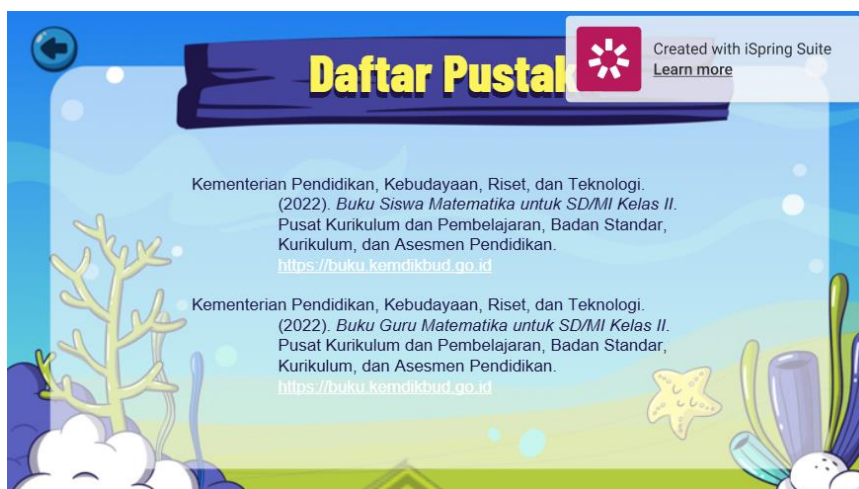 Daftar Pustak
Created with iSpring Suite
Learn more
Kementerian Pendidikan, Kebudayaan, Riset, dan Teknologi.
(2022). Buku Siswa Matematika untuk SD/MI Kelas II.
Pusat Kurikulum dan Pembelajaran, Badan Standar,
Kurikulum, dan Asesmen Pendidikan.
https://buku.kemdikbud.go.id
Kementerian Pendidikan, Kebudayaan, Riset, dan Teknologi.
(2022). Buku Guru Matematika untuk SD/MI Kelas II.
Pusat Kurikulum dan Pembelajaran, Badan Standar,
Kurikulum, dan Asesmen Pendidikan.
https://buku.kemdikbud.go.id